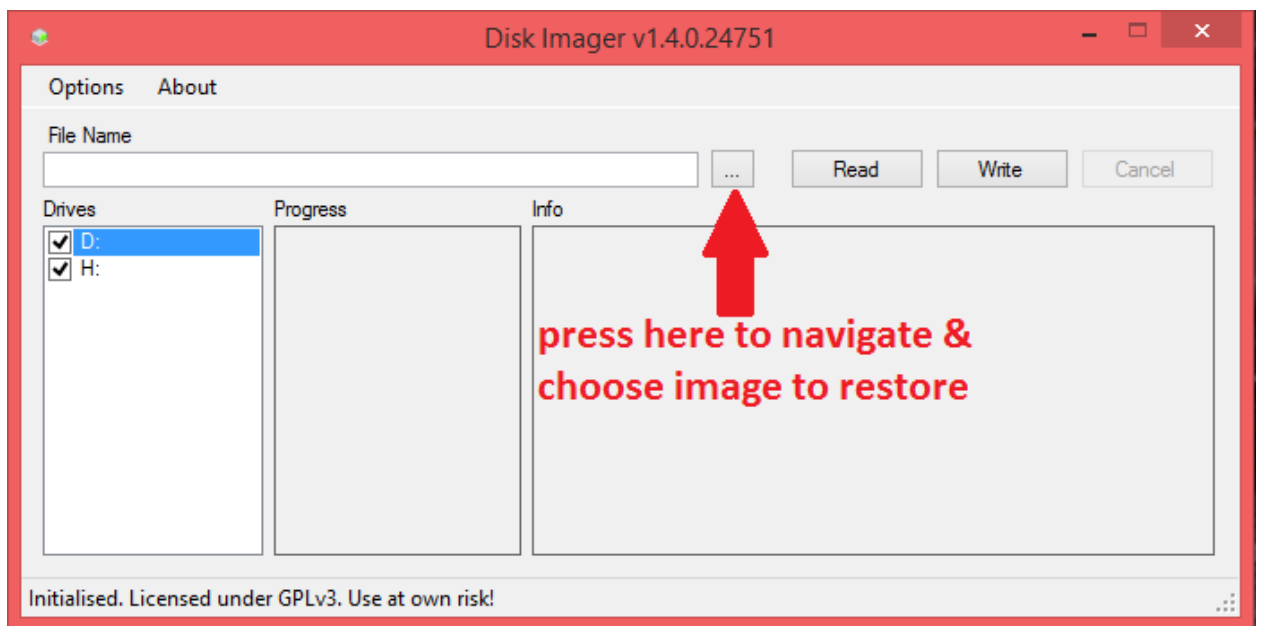 Disk Imager v1.4.0.24751
Options About
File Name
... Read Write Cancel
Drives Progress Info
D:
H:
press here to navigate &
choose image to restore
Initialised. Licensed under GPLv3. Use at own risk!